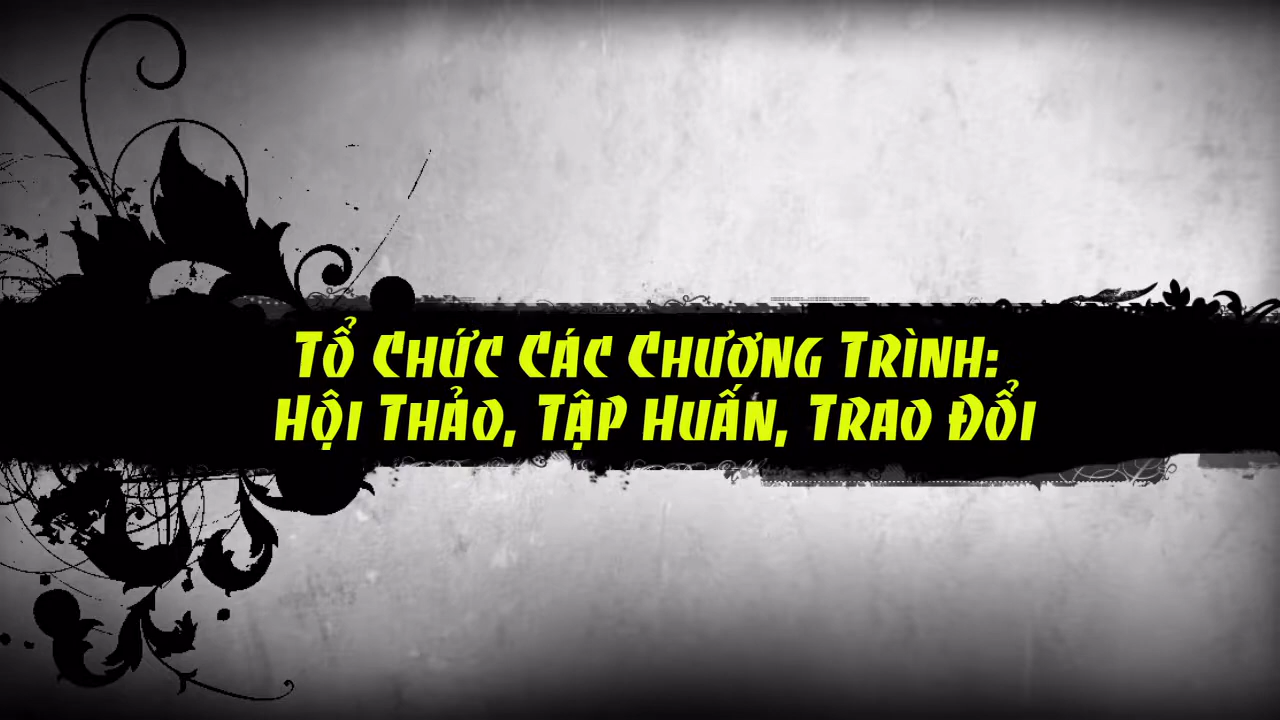 Tổ Chức Các Chương Trình:
Hội Thảo, Tập Huấn, Trao Đổi